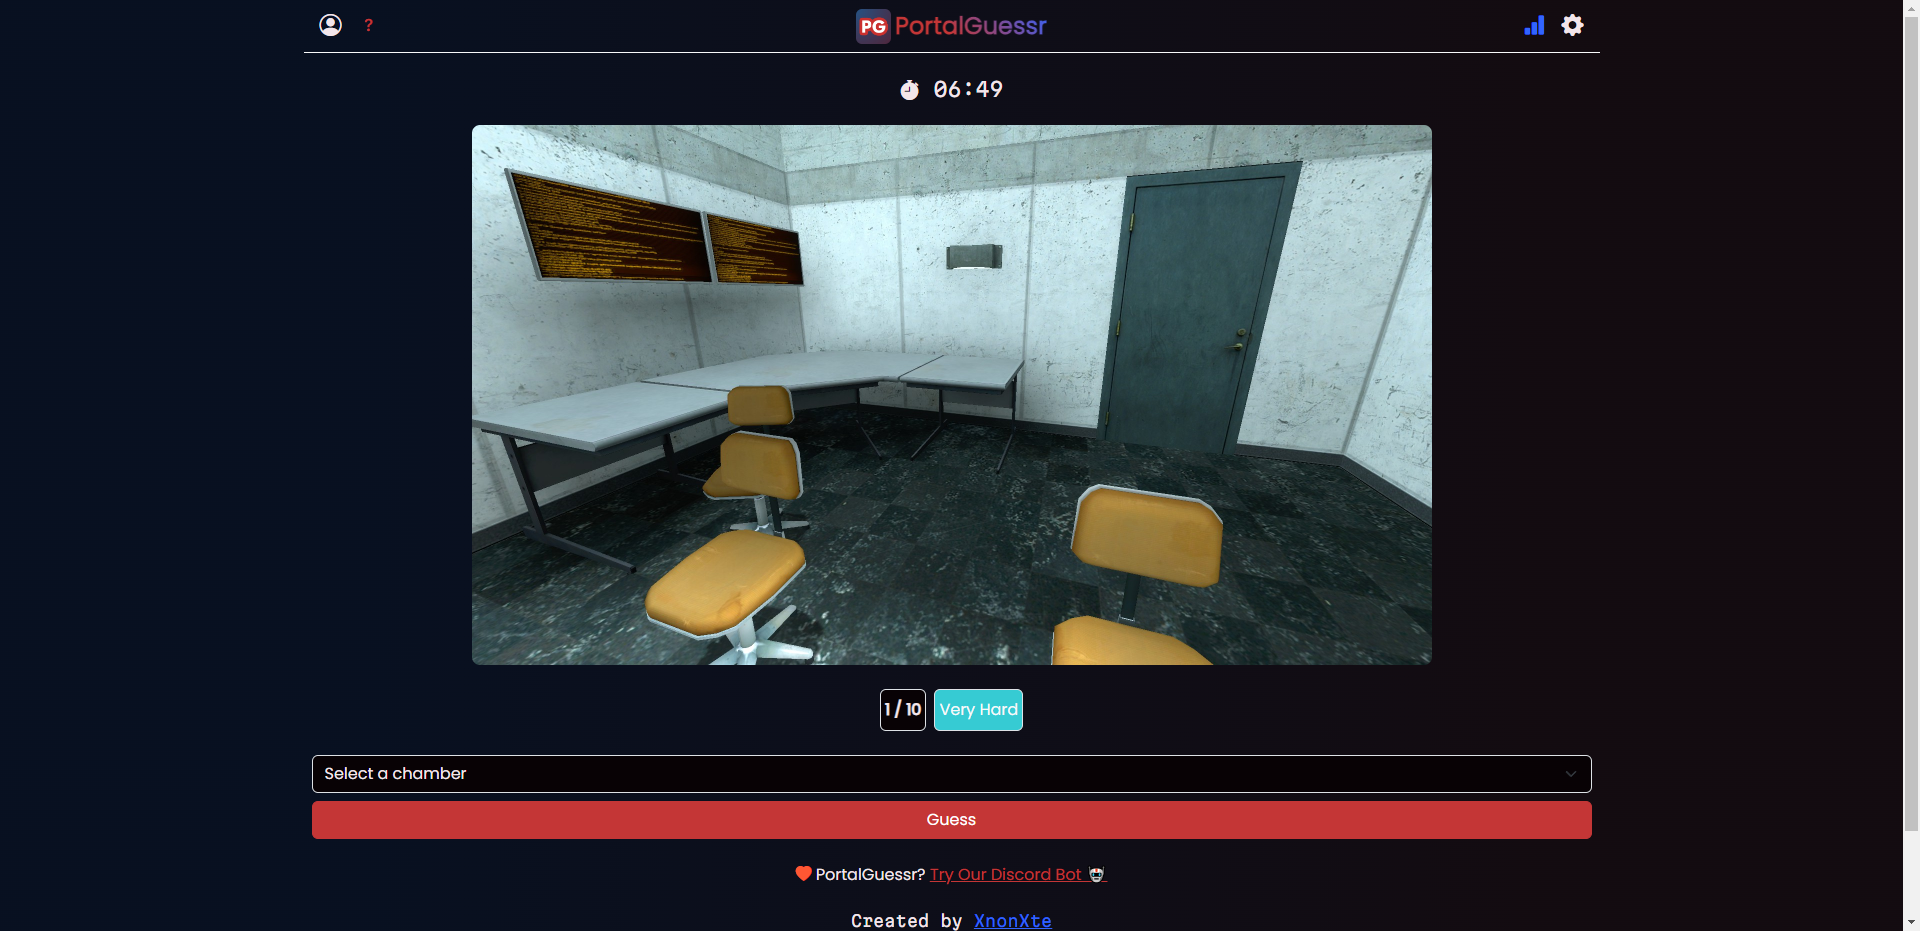 ?
PG PortalGuessr
06:49
1 / 10
Very Hard
Select a chamber
Guess
PortalGuessr? Try Our Discord Bot
Created by XnonXte